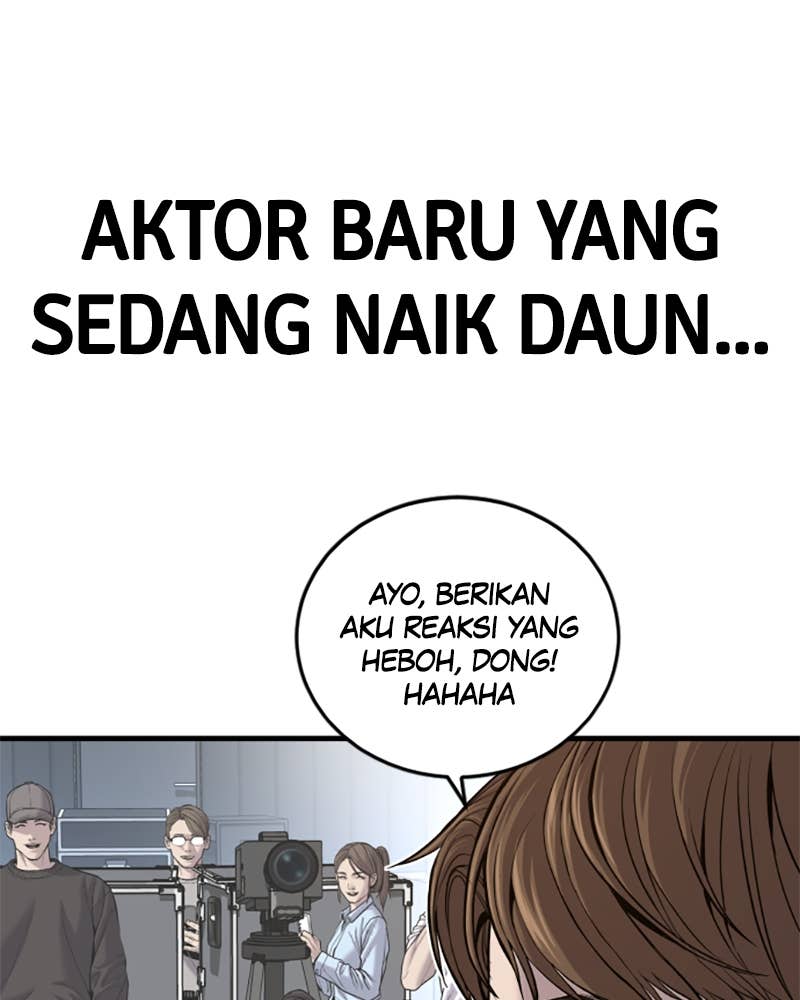 AKTOR BARU YANG
SEDANG NAIK DAUN...
AYO, BERIKAN
AKU REAKSI YANG
HEBOH, DONG!
HAHAHA